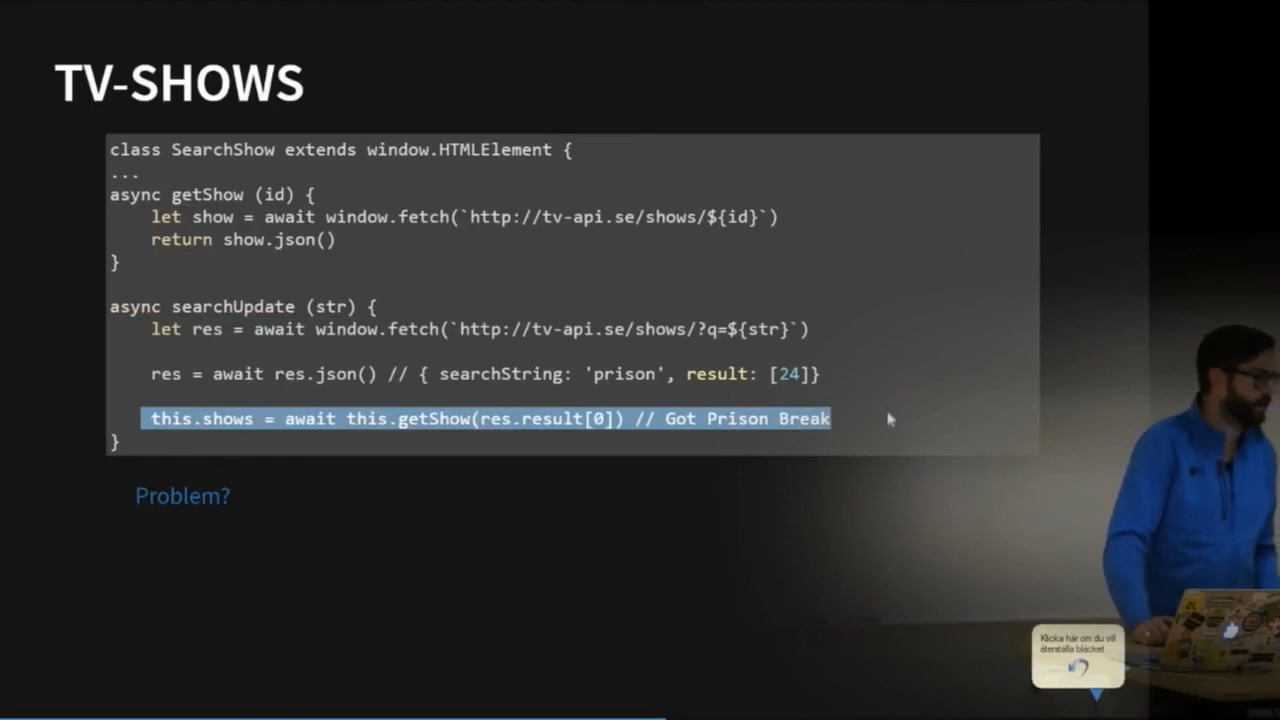 TV-SHOWS
class SearchShow extends window.HTMLElement {
...
async getShow (id) {
    let show = await window.fetch(`http://tv-api.se/shows/${id}`)
    return show.json()
}
async searchUpdate (str) {
    let res = await window.fetch(`http://tv-api.se/shows/?q=${str}`)
    res = await res.json() // { searchString: 'prison', result: [24]}
    this.shows = await this.getShow(res.result[0]) // Got Prison Break
}
Problem?
Klicka här om du vill
återställa bläcket.